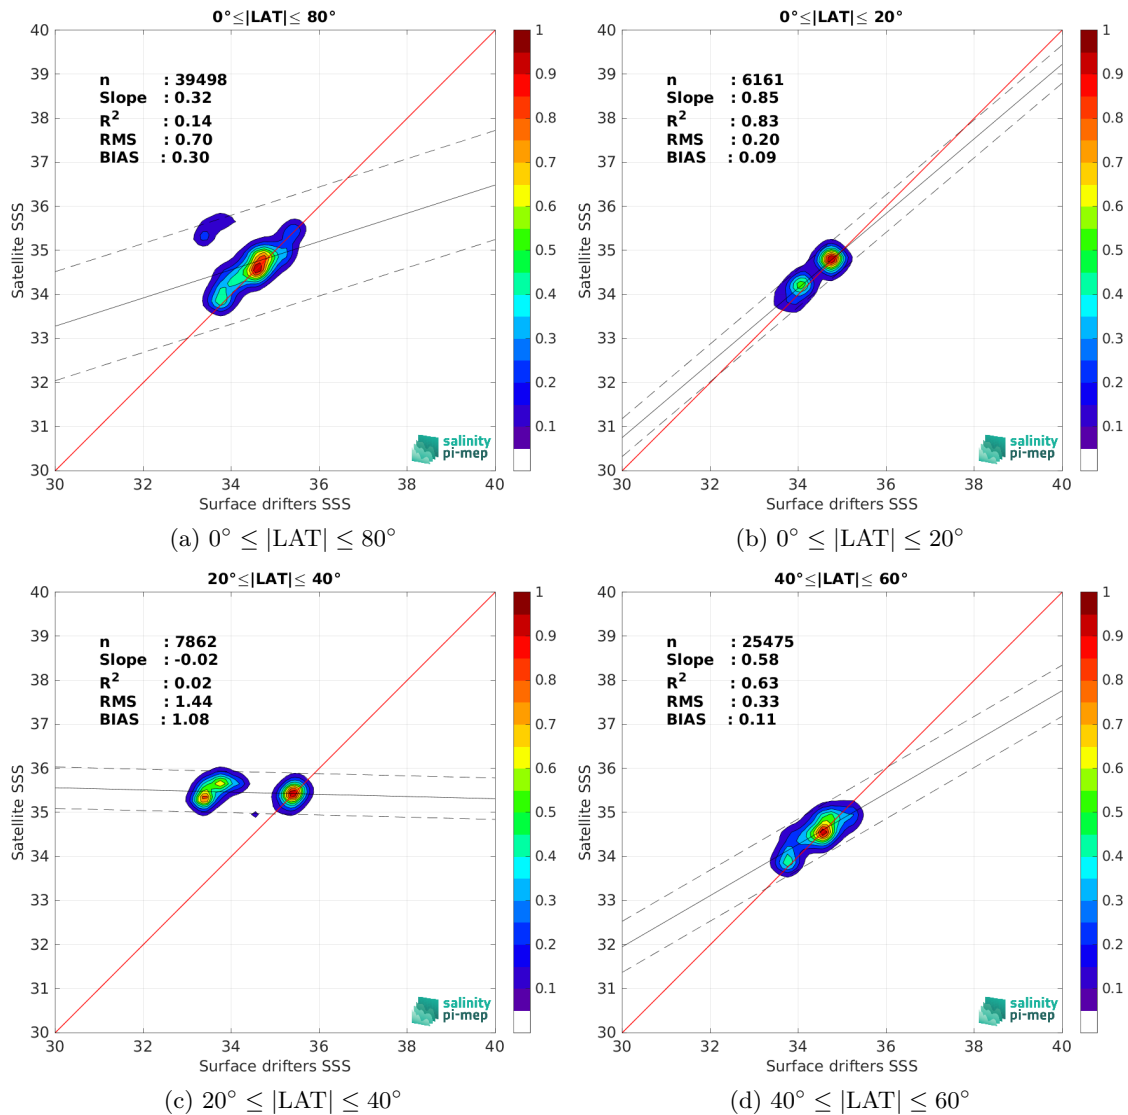 0°≤|LAT|≤ 80°
40
39
38
37
36
35
34
33
32
31
30
Satellite SSS
n : 39498
Slope : 0.32
R2 : 0.14
RMS : 0.70
BIAS : 0.30
salinity
pi-mep
30 32 34 36 38 40
Surface drifters SSS
1
0.9
0.8
0.7
0.6
0.5
0.4
0.3
0.2
0.1
(a) 0° ≤ |LAT| ≤ 80°
0°≤|LAT|≤ 20°
40
39
38
37
36
35
34
33
32
31
30
Satellite SSS
n : 6161
Slope : 0.85
R2 : 0.83
RMS : 0.20
BIAS : 0.09
salinity
pi-mep
30 32 34 36 38 40
Surface drifters SSS
1
0.9
0.8
0.7
0.6
0.5
0.4
0.3
0.2
0.1
(b) 0° ≤ |LAT| ≤ 20°
20°≤|LAT|≤ 40°
40
39
38
37
36
35
34
33
32
31
30
Satellite SSS
n : 7862
Slope : -0.02
R2 : 0.02
RMS : 1.44
BIAS : 1.08
salinity
pi-mep
30 32 34 36 38 40
Surface drifters SSS
1
0.9
0.8
0.7
0.6
0.5
0.4
0.3
0.2
0.1
(c) 20° ≤ |LAT| ≤ 40°
40°≤|LAT|≤ 60°
40
39
38
37
36
35
34
33
32
31
30
Satellite SSS
n : 25475
Slope : 0.58
R2 : 0.63
RMS : 0.33
BIAS : 0.11
salinity
pi-mep
30 32 34 36 38 40
Surface drifters SSS
1
0.9
0.8
0.7
0.6
0.5
0.4
0.3
0.2
0.1
(d) 40° ≤ |LAT| ≤ 60°